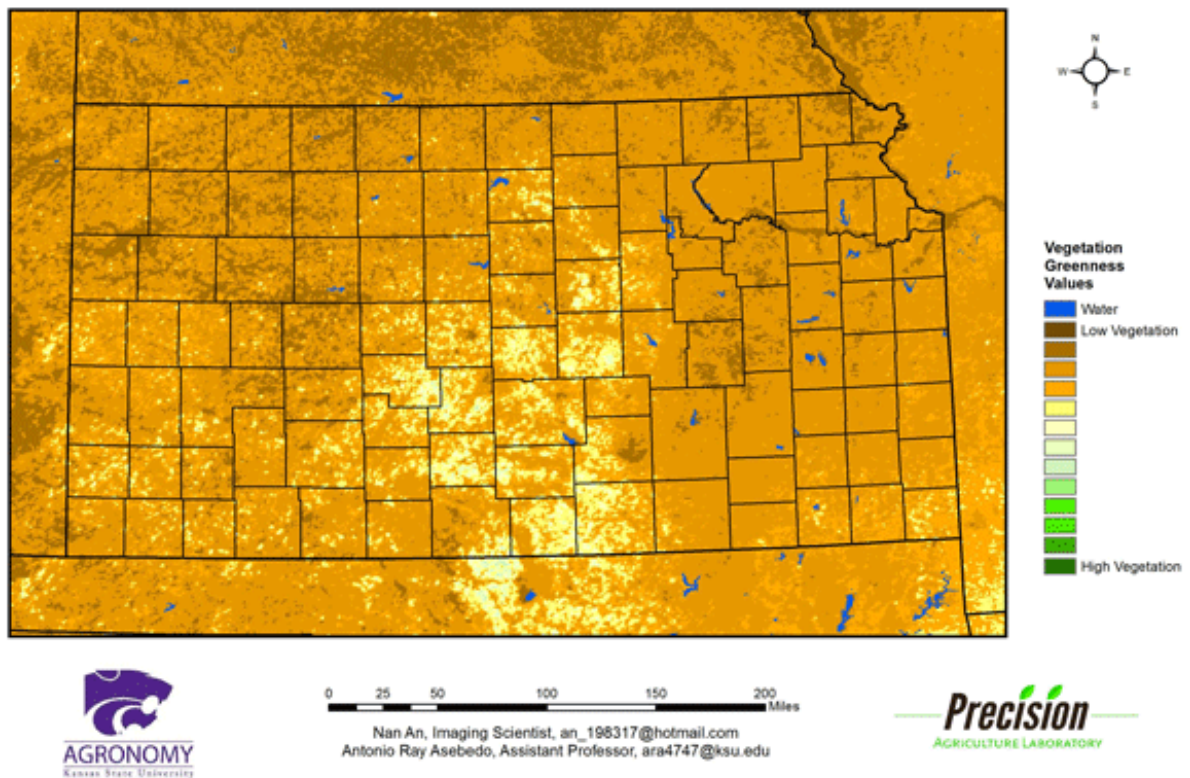 N
W E
S
Vegetation
Greenness
Values
Water
Low Vegetation
High Vegetation
0 25 50 100 150 200
Miles
Nan An, Imaging Scientist, an_198317@hotmail.com
Antonio Ray Asebedo, Assistant Professor, ara4747@ksu.edu
AGRONOMY
Kansas State University
Precision
AGRICULTURE LABORATORY